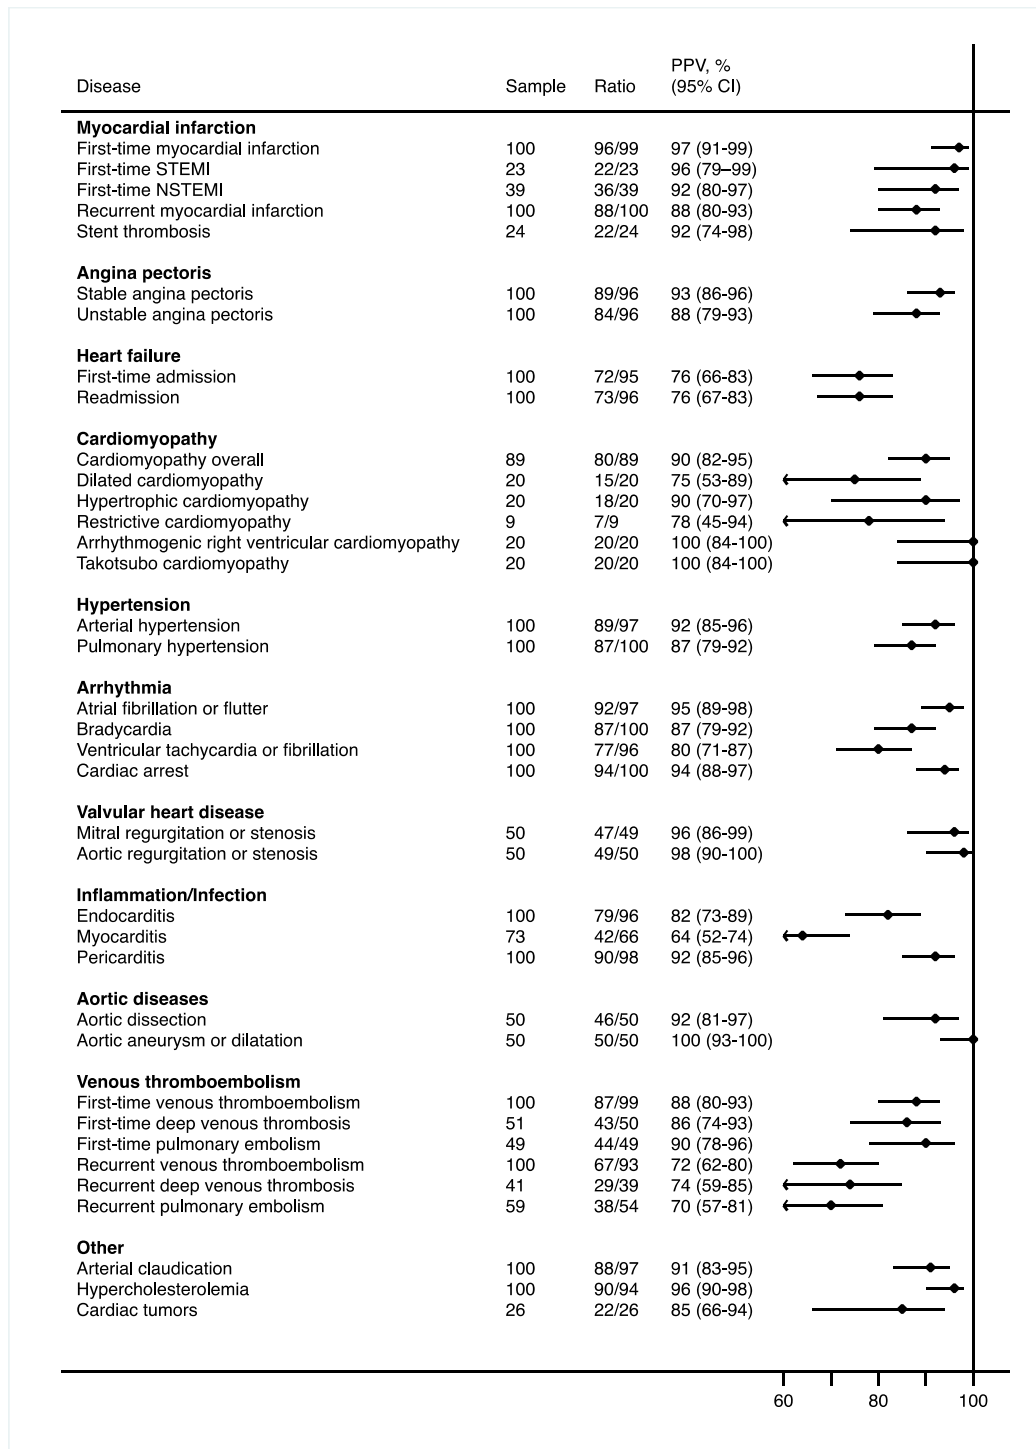 PPV, %
Disease Sample Ratio (95% CI)
Myocardial infarction
First-time myocardial infarction 100 96/99 97 (91-99)
First-time STEMI 23 22/23 96 (79–99)
First-time NSTEMI 39 36/39 92 (80-97)
Recurrent myocardial infarction 100 88/100 88 (80-93)
Stent thrombosis 24 22/24 92 (74-98)
Angina pectoris
Stable angina pectoris 100 89/96 93 (86-96)
Unstable angina pectoris 100 84/96 88 (79-93)
Heart failure
First-time admission 100 72/95 76 (66-83)
Readmission 100 73/96 76 (67-83)
Cardiomyopathy
Cardiomyopathy overall 89 80/89 90 (82-95)
Dilated cardiomyopathy 20 15/20 75 (53-89)
Hypertrophic cardiomyopathy 20 18/20 90 (70-97)
Restrictive cardiomyopathy 9 7/9 78 (45-94)
Arrhythmogenic right ventricular cardiomyopathy 20 20/20 100 (84-100)
Takotsubo cardiomyopathy 20 20/20 100 (84-100)
Hypertension
Arterial hypertension 100 89/97 92 (85-96)
Pulmonary hypertension 100 87/100 87 (79-92)
Arrhythmia
Atrial fibrillation or flutter 100 92/97 95 (89-98)
Bradycardia 100 87/100 87 (79-92)
Ventricular tachycardia or fibrillation 100 77/96 80 (71-87)
Cardiac arrest 100 94/100 94 (88-97)
Valvular heart disease
Mitral regurgitation or stenosis 50 47/49 96 (86-99)
Aortic regurgitation or stenosis 50 49/50 98 (90-100)
Inflammation/Infection
Endocarditis 100 79/96 82 (73-89)
Myocarditis 73 42/66 64 (52-74)
Pericarditis 100 90/98 92 (85-96)
Aortic diseases
Aortic dissection 50 46/50 92 (81-97)
Aortic aneurysm or dilatation 50 50/50 100 (93-100)
Venous thromboembolism
First-time venous thromboembolism 100 87/99 88 (80-93)
First-time deep venous thrombosis 51 43/50 86 (74-93)
First-time pulmonary embolism 49 44/49 90 (78-96)
Recurrent venous thromboembolism 100 67/93 72 (62-80)
Recurrent deep venous thrombosis 41 29/39 74 (59-85)
Recurrent pulmonary embolism 59 38/54 70 (57-81)
Other
Arterial claudication 100 88/97 91 (83-95)
Hypercholesterolemia 100 90/94 96 (90-98)
Cardiac tumors 26 22/26 85 (66-94)
60 80 100